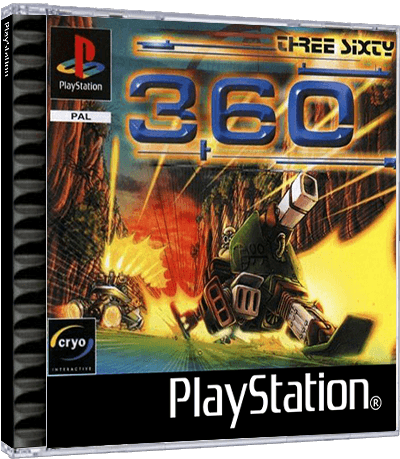 PlayStation
PlayStation
PAL
THREE SIXTY
360
cryo
INTERACTIVE
PlayStation®